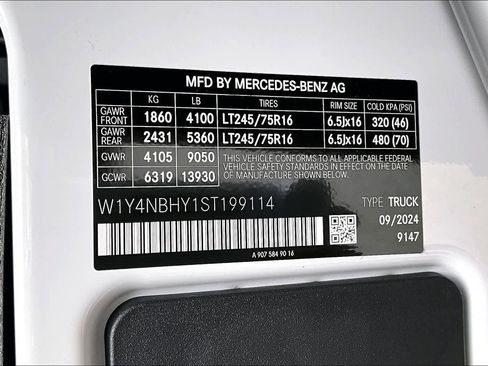 MFD BY MERCEDES-BENZ AG
KG LB TIRES RIM SIZE COLD KPA (PSI)
GAWR FRONT 1860 4100 LT245/75R16 6.5Jx16 320 (46)
GAWR REAR 2431 5360 LT245/75R16 6.5Jx16 480 (70)
GVWR 4105 9050 THIS VEHICLE CONFORMS TO ALL APPLICABLE FEDERAL
MOTOR VEHICLE SAFETY STANDARDS IN EFFECT ON THE DATE
GCWR 6319 13930 OF MANUFACTURE SHOWN BELOW:
W1Y4NBHY1ST199114 TYPE TRUCK
09/2024
9147
A 907 584 90 16